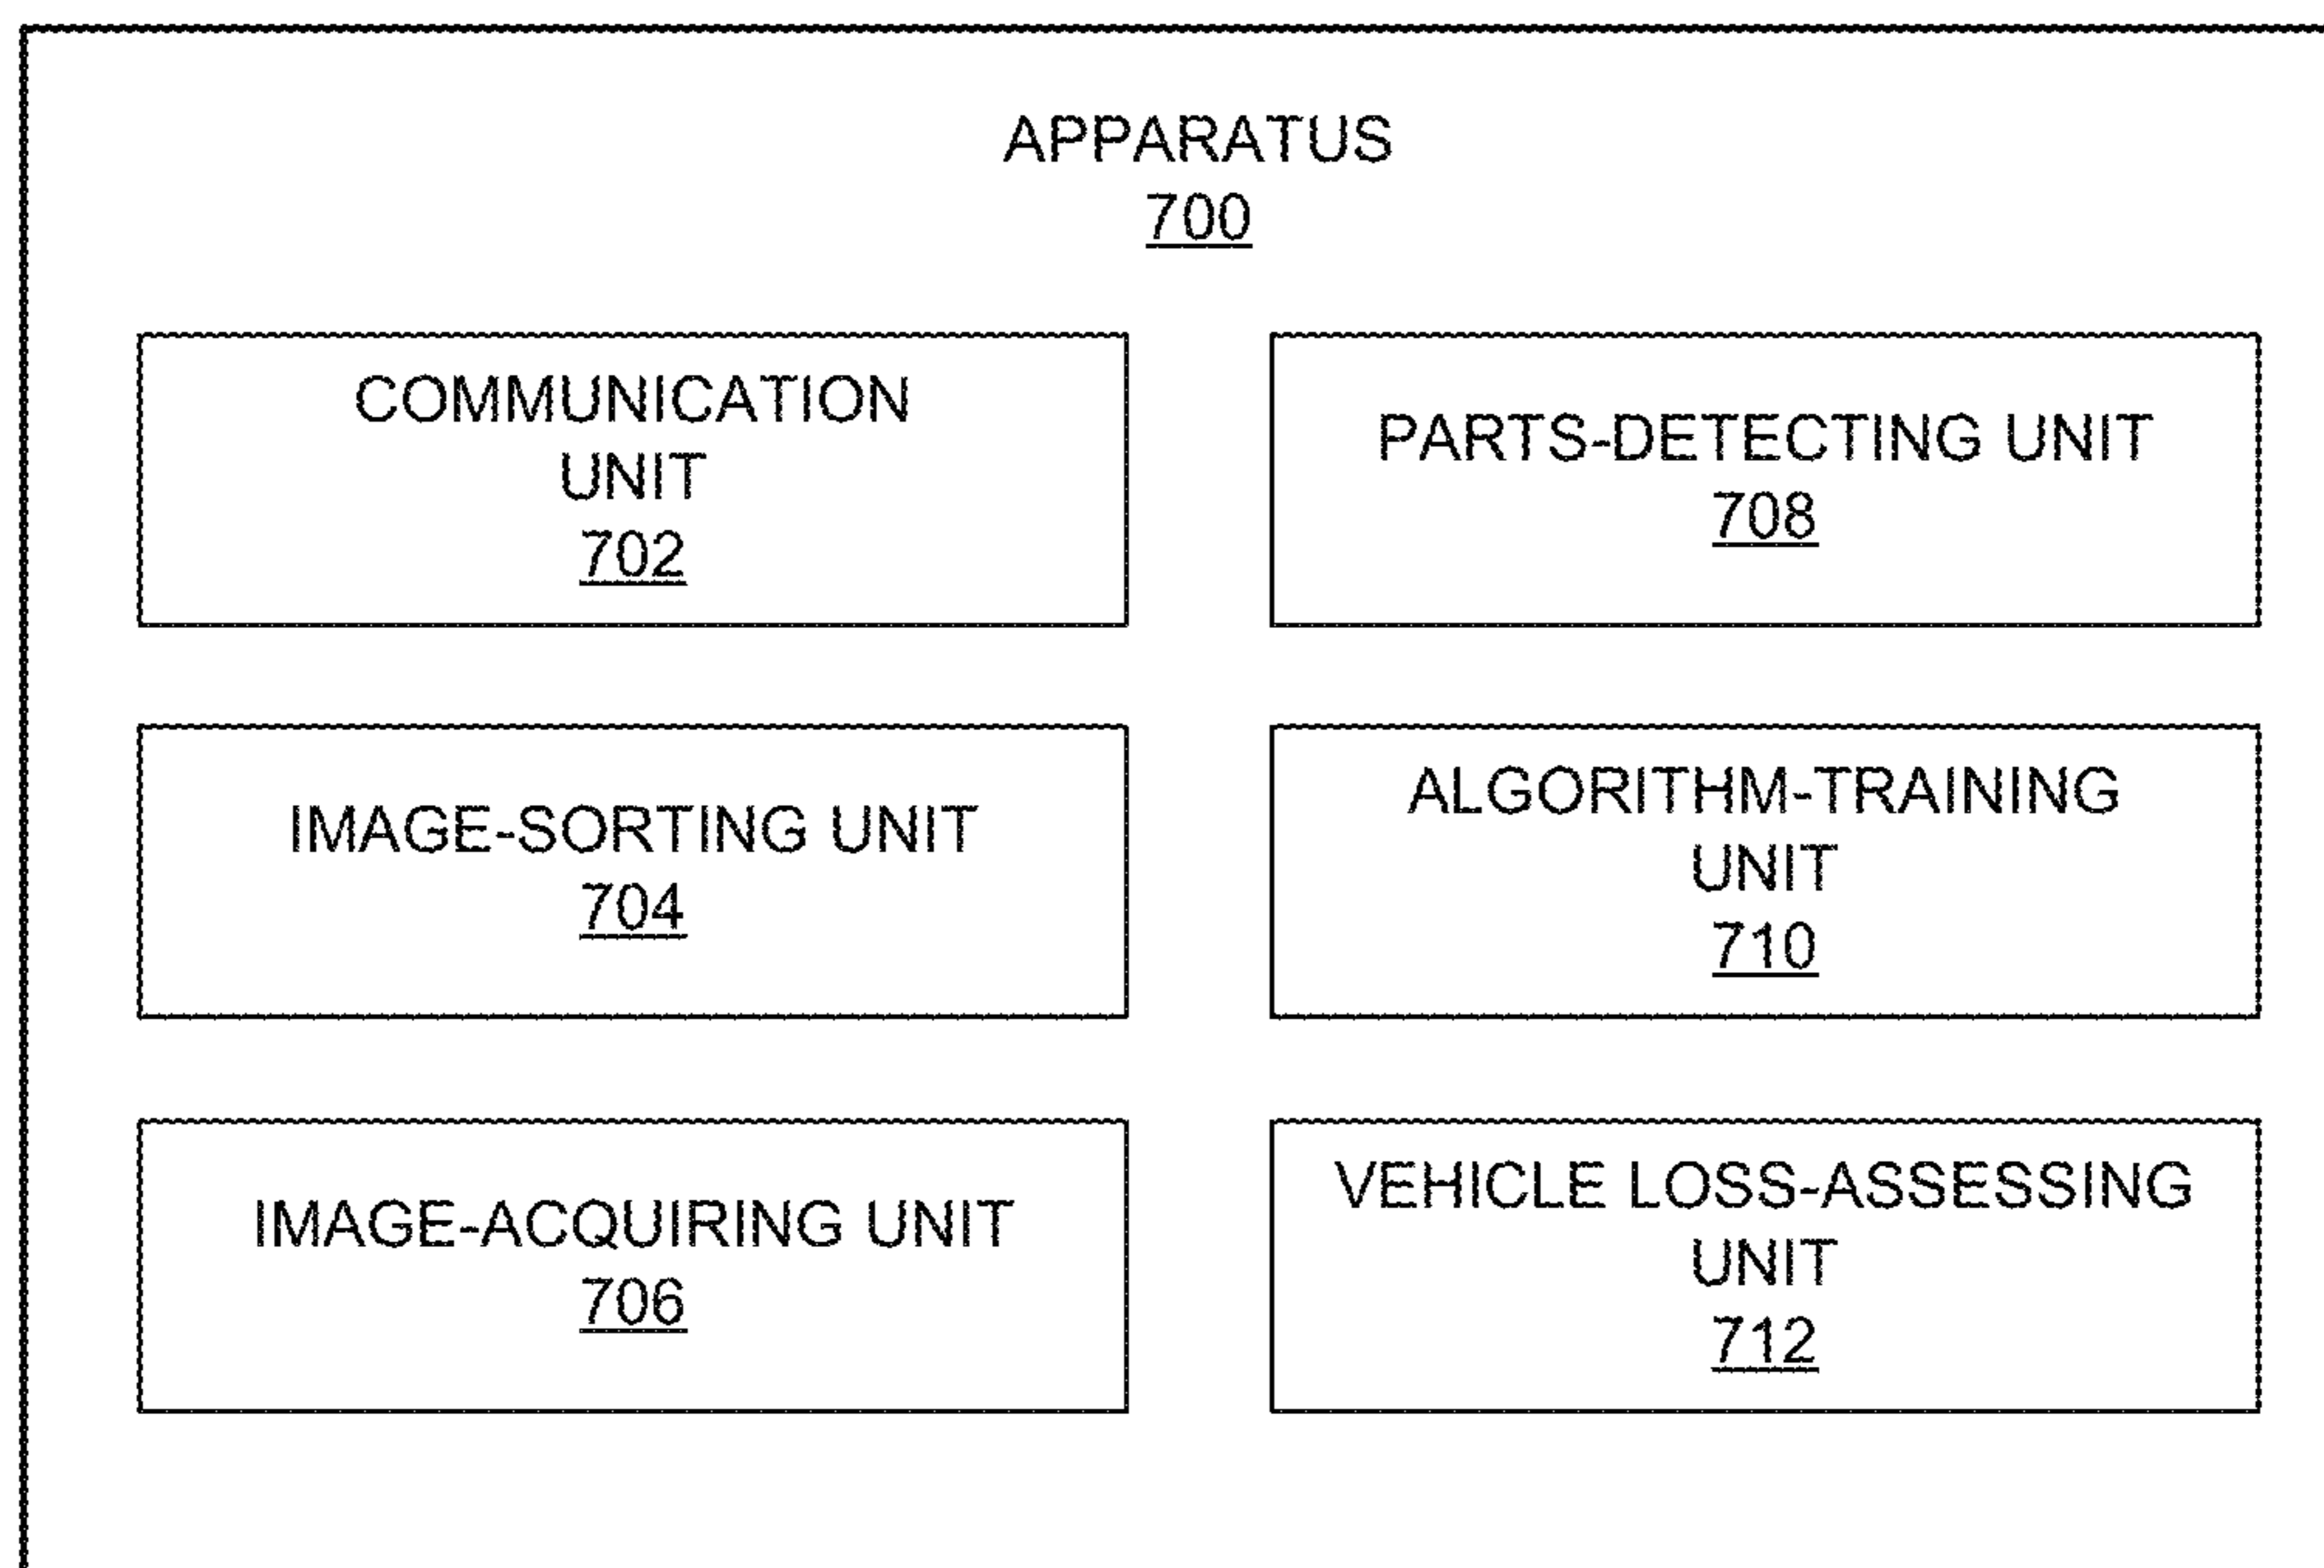 APPARATUS
700
COMMUNICATION
UNIT
702
PARTS-DETECTING UNIT
708
IMAGE-SORTING UNIT
704
ALGORITHM-TRAINING
UNIT
710
IMAGE-ACQUIRING UNIT
706
VEHICLE LOSS-ASSESSING
UNIT
712